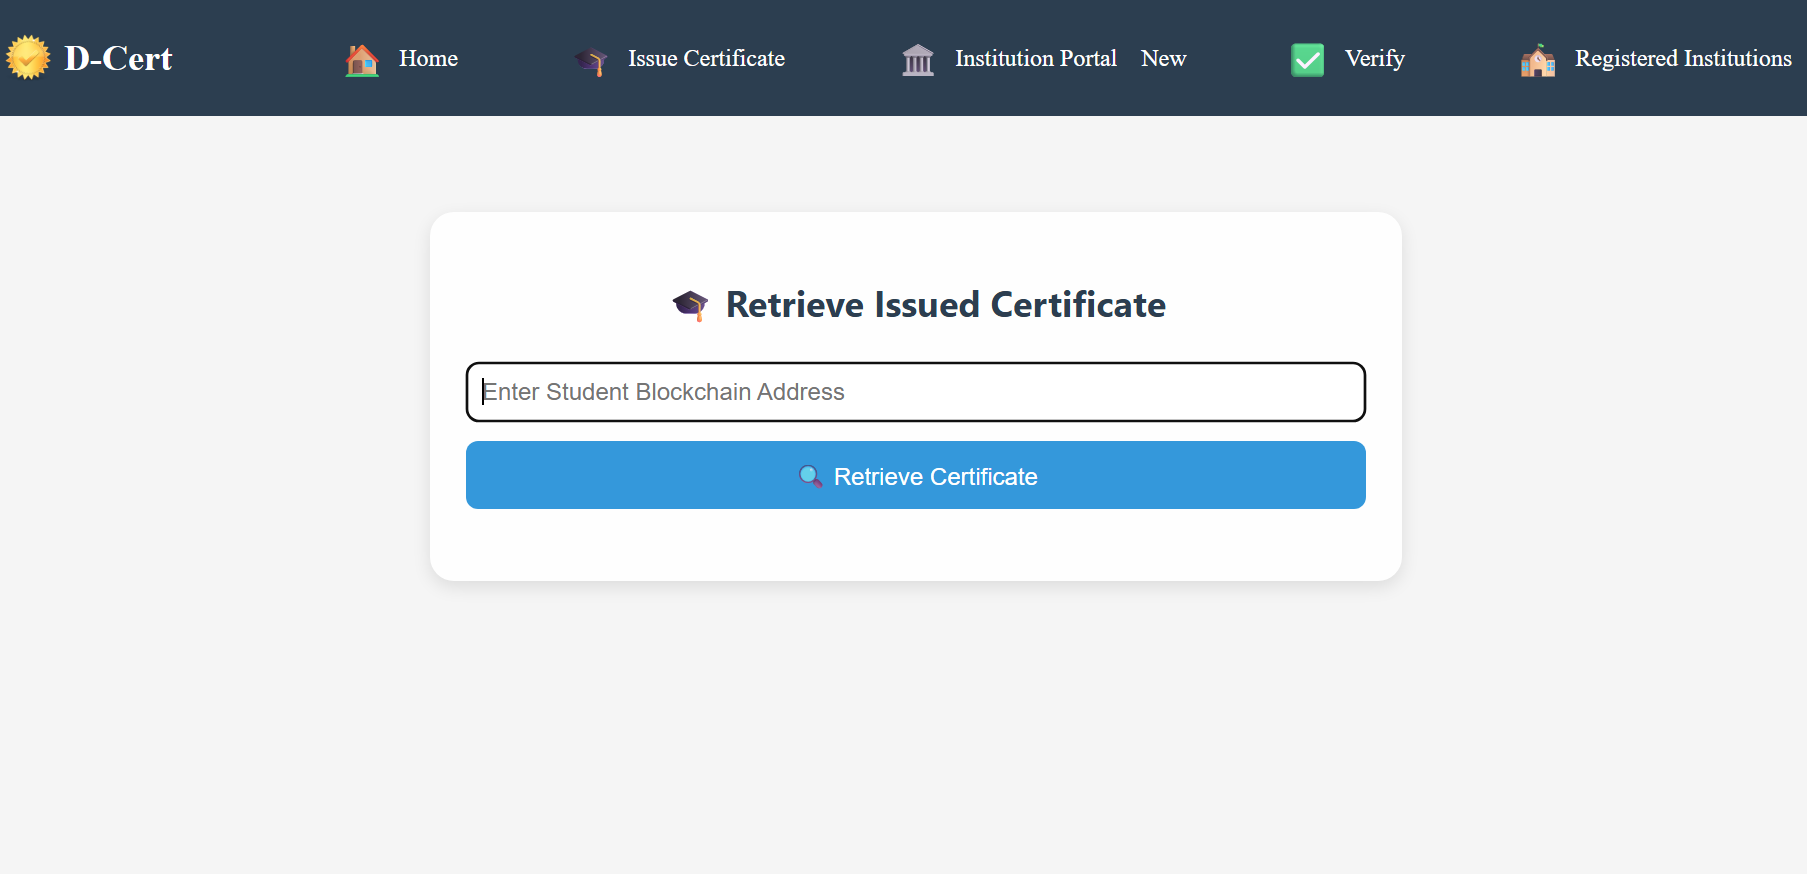 D-Cert Home Issue Certificate Institution Portal New Verify Registered Institutions
Retrieve Issued Certificate
Enter Student Blockchain Address
Retrieve Certificate